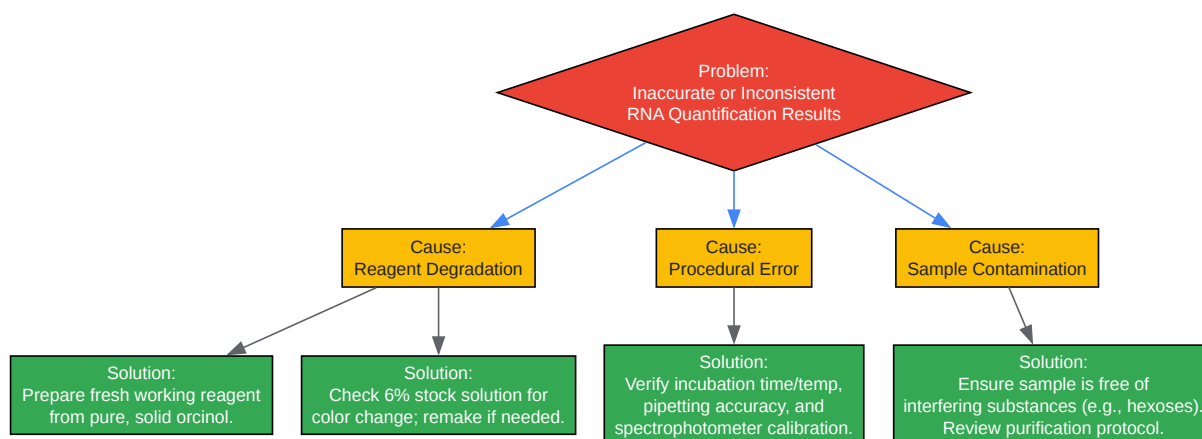 Problem:
Inaccurate or Inconsistent
RNA Quantification Results
Cause:
Reagent Degradation
Cause:
Procedural Error
Cause:
Sample Contamination
Solution:
Prepare fresh working reagent
from pure, solid orcinol.
Solution:
Check 6% stock solution for
color change; remake if needed.
Solution:
Verify incubation time/temp,
pipetting accuracy, and
spectrophotometer calibration.
Solution:
Ensure sample is free of
interfering substances (e.g., hexoses).
Review purification protocol.